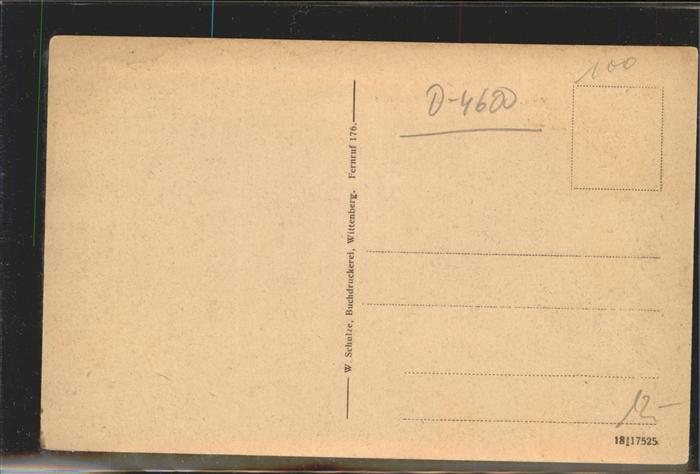 100
D-4600
W. Schulze, Buchdruckerei, Wittenberg. Fernruf 176.
12.-
18 17525